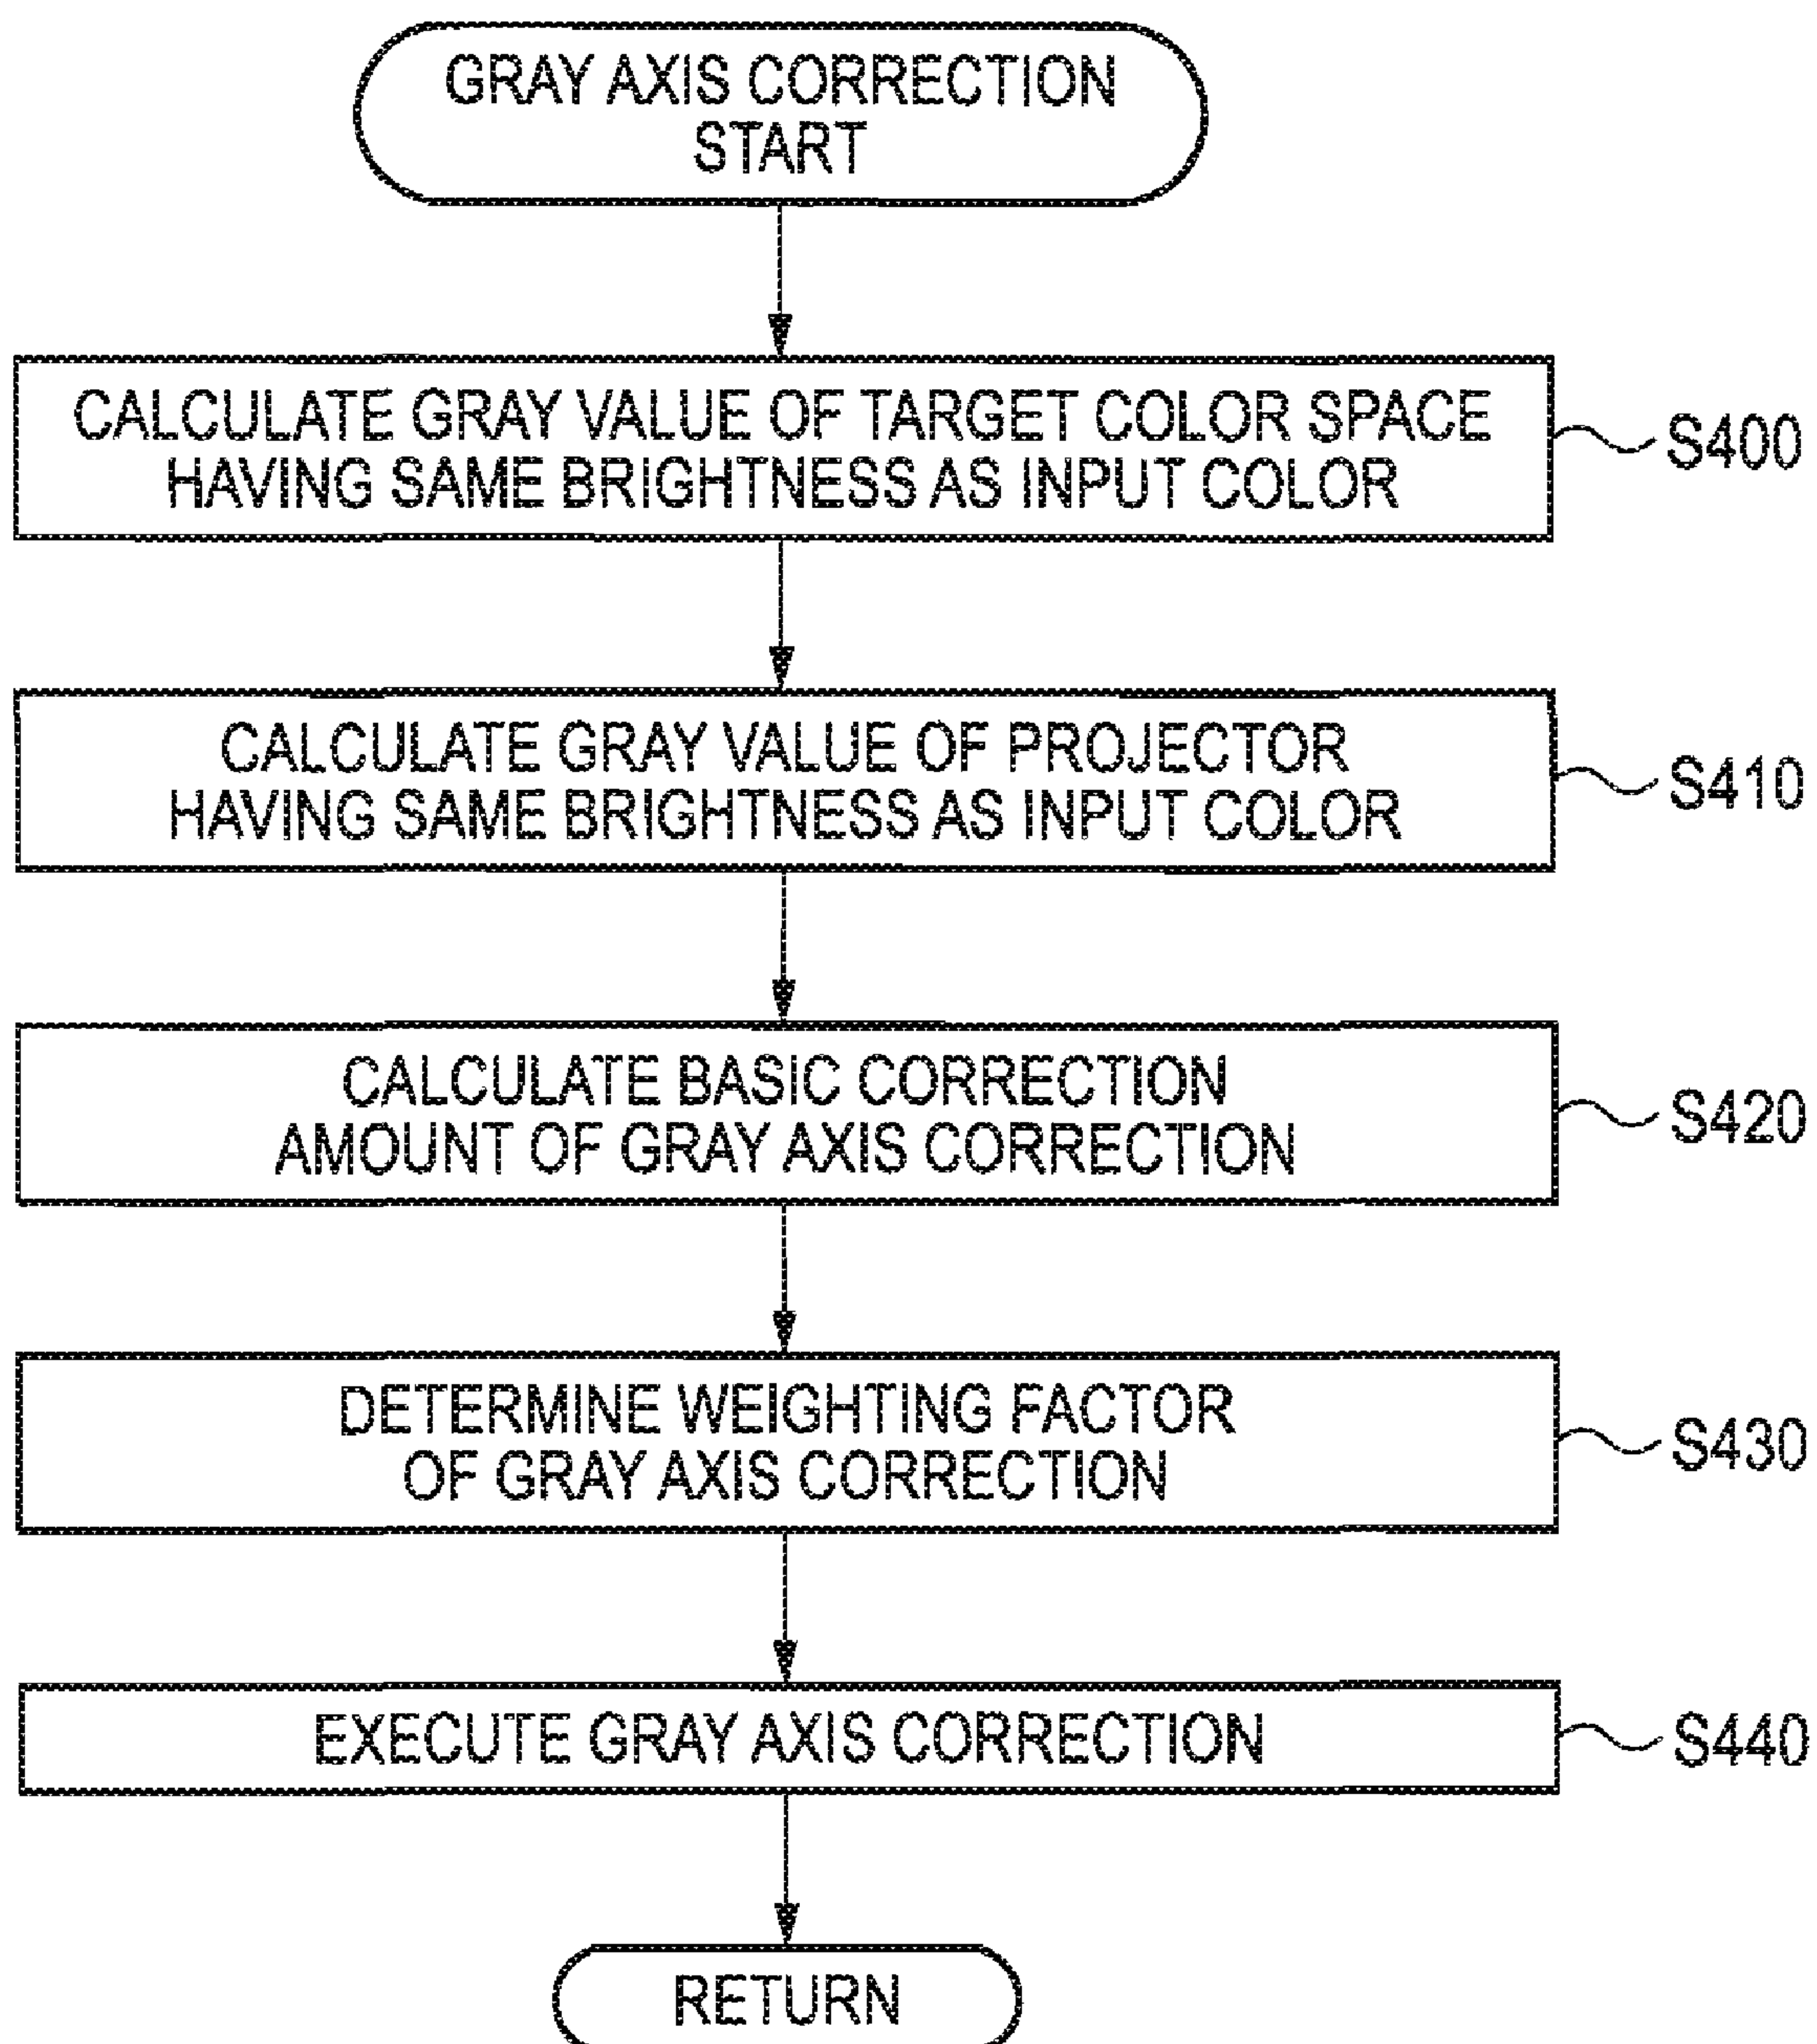 GRAY AXIS CORRECTION
START
CALCULATE GRAY VALUE OF TARGET COLOR SPACE
HAVING SAME BRIGHTNESS AS INPUT COLOR
S400
CALCULATE GRAY VALUE OF PROJECTOR
HAVING SAME BRIGHTNESS AS INPUT COLOR
S410
CALCULATE BASIC CORRECTION
AMOUNT OF GRAY AXIS CORRECTION
S420
DETERMINE WEIGHTING FACTOR
OF GRAY AXIS CORRECTION
S430
EXECUTE GRAY AXIS CORRECTION
S440
RETURN